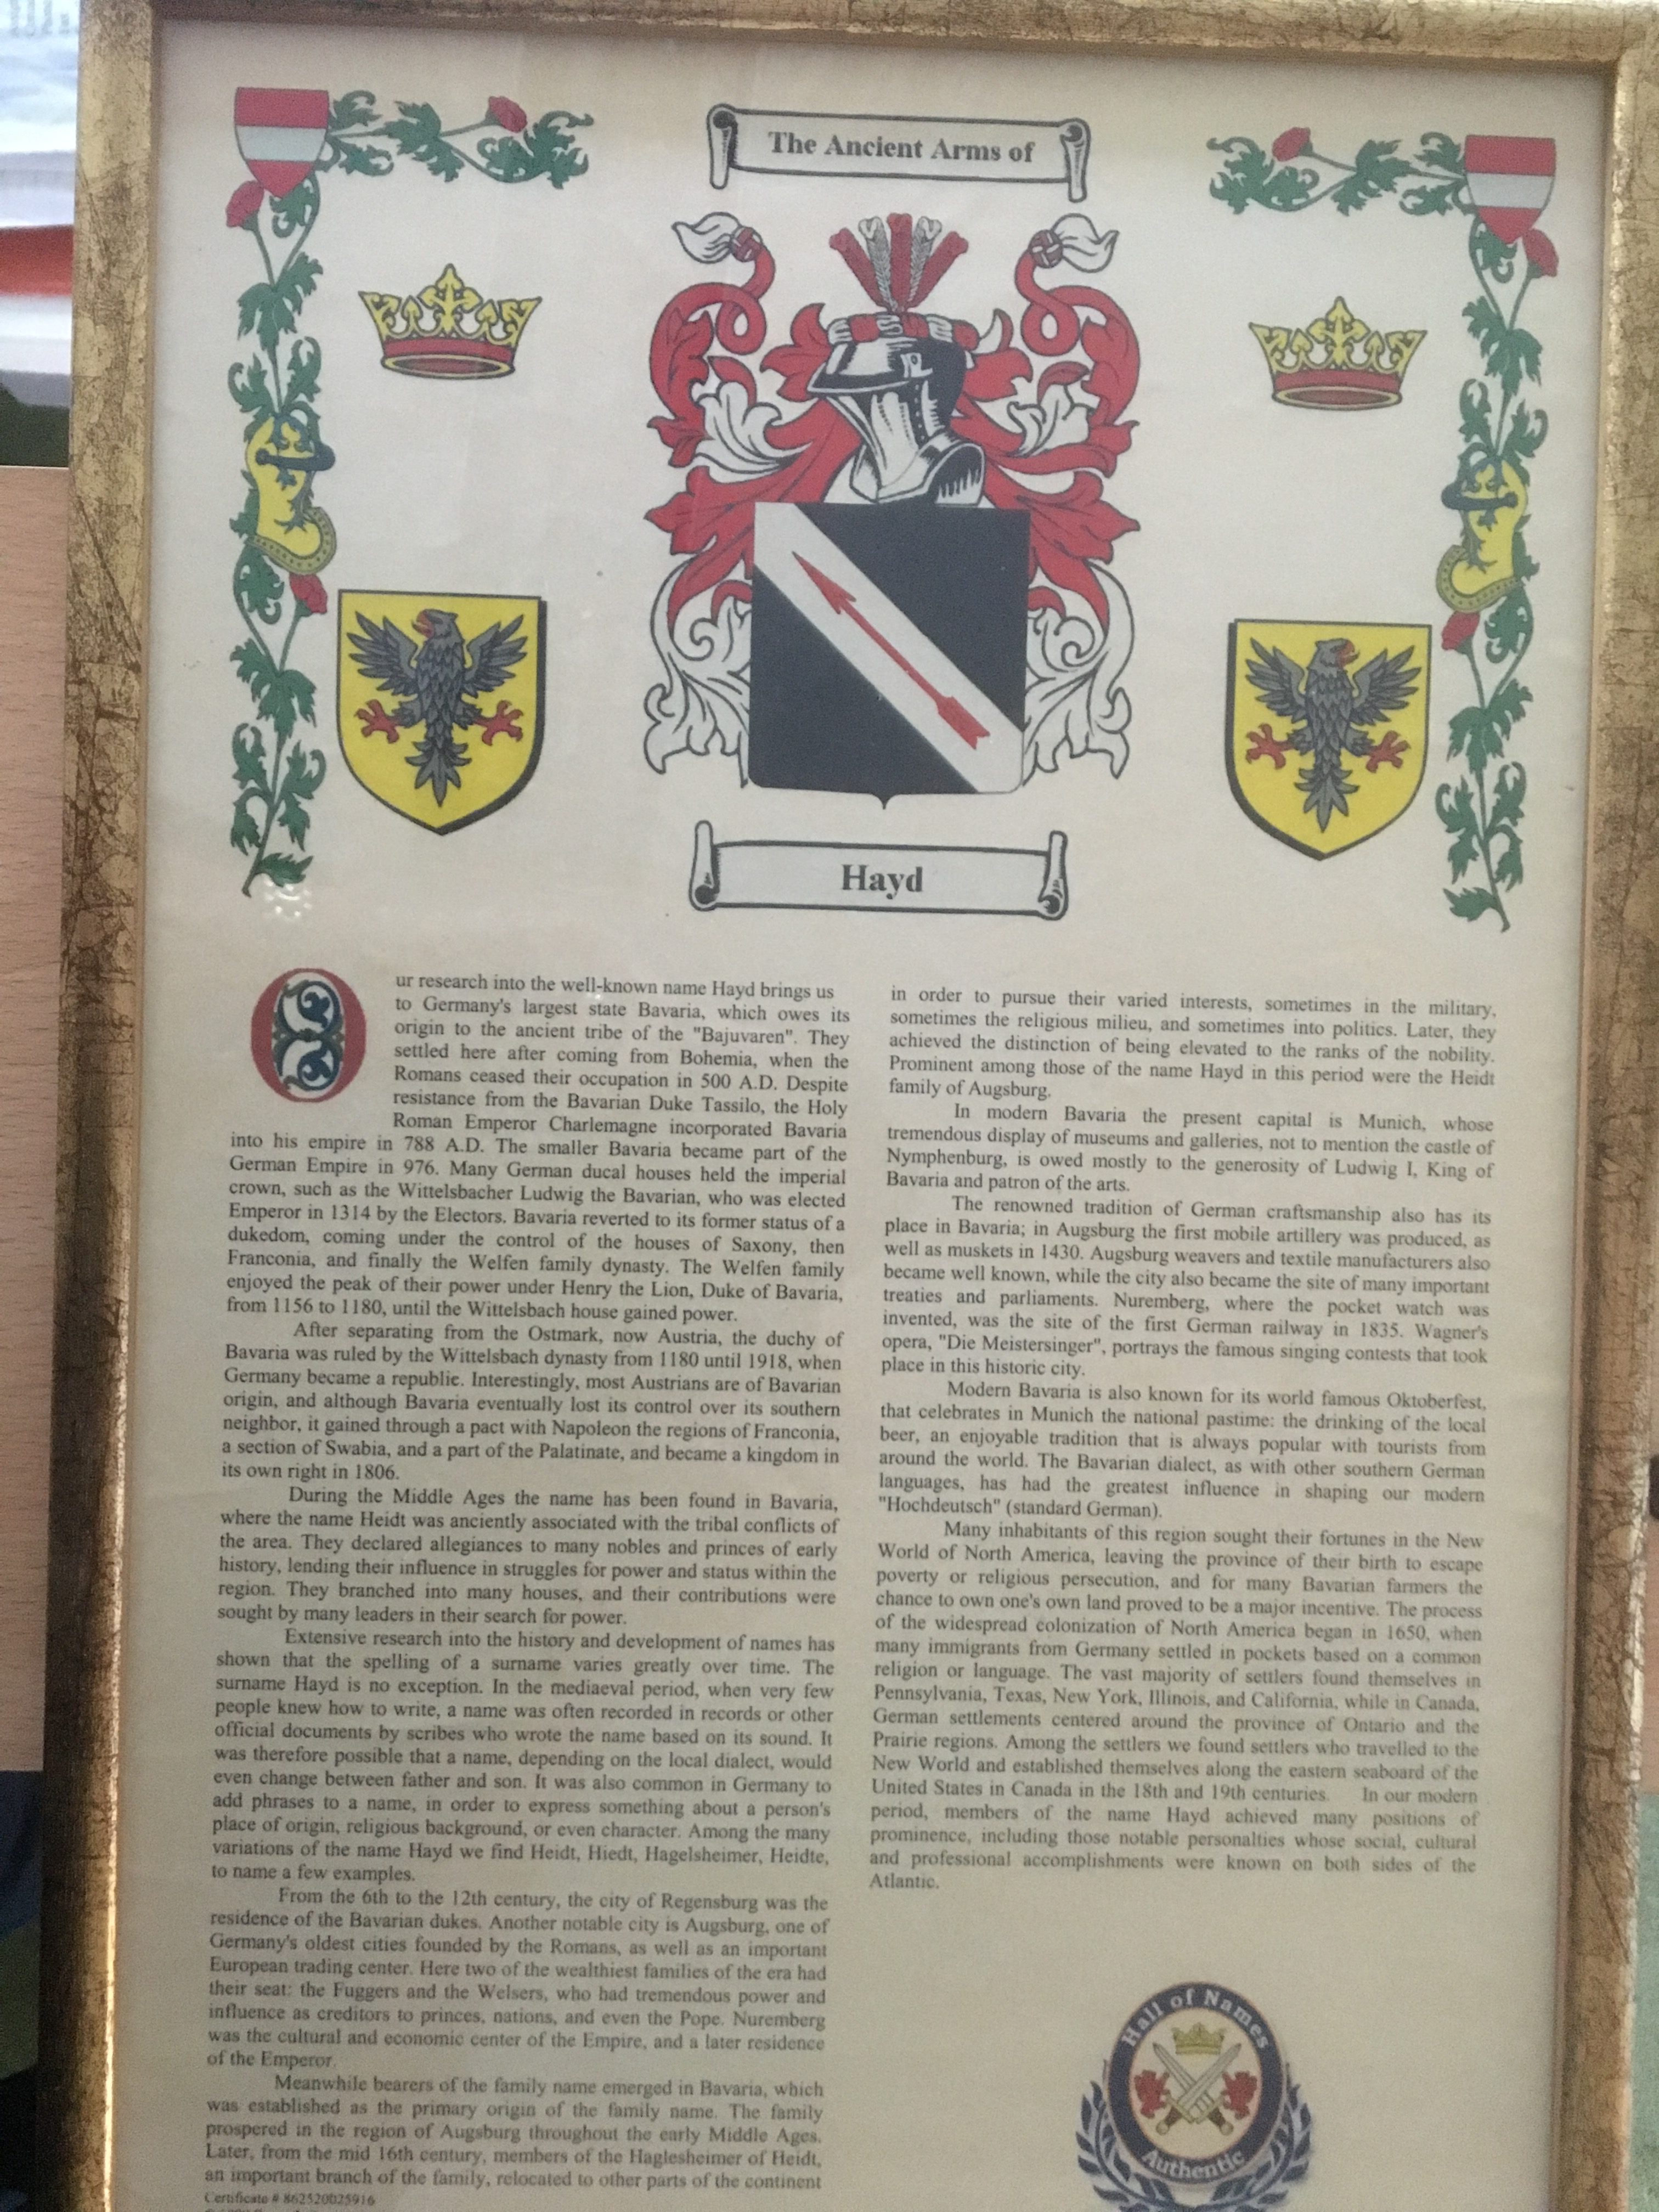 The Ancient Arms of
Hayd
Our research into the well-known name Hayd brings us
to Germany's largest state Bavaria, which owes its
origin to the ancient tribe of the "Bajuvaren". They
settled here after coming from Bohemia, when the
Romans ceased their occupation in 500 A.D. Despite
resistance from the Bavarian Duke Tassilo, the Holy
Roman Emperor Charlemagne incorporated Bavaria
into his empire in 788 A.D. The smaller Bavaria became part of the
German Empire in 976. Many German ducal houses held the imperial
crown, such as the Wittelsbacher Ludwig the Bavarian, who was elected
Emperor in 1314 by the Electors. Bavaria reverted to its former status of a
dukedom, coming under the control of the houses of Saxony, then
Franconia, and finally the Welfen family dynasty. The Welfen family
enjoyed the peak of their power under Henry the Lion, Duke of Bavaria,
from 1156 to 1180, until the Wittelsbach house gained power.
After separating from the Ostmark, now Austria, the duchy of
Bavaria was ruled by the Wittelsbach dynasty from 1180 until 1918, when
Germany became a republic. Interestingly, most Austrians are of Bavarian
origin, and although Bavaria eventually lost its control over its southern
neighbor, it gained through a pact with Napoleon the regions of Franconia,
a section of Swabia, and a part of the Palatinate, and became a kingdom in
its own right in 1806.
During the Middle Ages the name has been found in Bavaria,
where the name Heidt was anciently associated with the tribal conflicts of
the area. They declared allegiances to many nobles and princes of early
history, lending their influence in struggles for power and status within the
region. They branched into many houses, and their contributions were
sought by many leaders in their search for power.
Extensive research into the history and development of names has
shown that the spelling of a surname varies greatly over time. The
surname Hayd is no exception. In the mediaeval period, when very few
people knew how to write, a name was often recorded in records or other
official documents by scribes who wrote the name based on its sound. It
was therefore possible that a name, depending on the local dialect, would
even change between father and son. It was also common in Germany to
add phrases to a name, in order to express something about a person's
place of origin, religious background, or even character. Among the many
variations of the name Hayd we find Heidt, Hiedt, Hagelsheimer, Heidte,
to name a few examples.
From the 6th to the 12th century, the city of Regensburg was the
residence of the Bavarian dukes. Another notable city is Augsburg, one of
Germany's oldest cities founded by the Romans, as well as an important
European trading center. Here two of the wealthiest families of the era had
their seat: the Fuggers and the Welsers, who had tremendous power and
influence as creditors to princes, nations, and even the Pope. Nuremberg
was the cultural and economic center of the Empire, and a later residence
of the Emperor.
Meanwhile bearers of the family name emerged in Bavaria, which
was established as the primary origin of the family name. The family
prospered in the region of Augsburg throughout the early Middle Ages.
Later, from the mid 16th century, members of the Haglesheimer of Heidt,
an important branch of the family, relocated to other parts of the continent
Certificate # 862520025916
in order to pursue their varied interests, sometimes in the military,
sometimes the religious milieu, and sometimes into politics. Later, they
achieved the distinction of being elevated to the ranks of the nobility.
Prominent among those of the name Hayd in this period were the Heidt
family of Augsburg.
In modern Bavaria the present capital is Munich, whose
tremendous display of museums and galleries, not to mention the castle of
Nymphenburg, is owed mostly to the generosity of Ludwig I, King of
Bavaria and patron of the arts.
The renowned tradition of German craftsmanship also has its
place in Bavaria; in Augsburg the first mobile artillery was produced, as
well as muskets in 1430. Augsburg weavers and textile manufacturers also
became well known, while the city also became the site of many important
treaties and parliaments. Nuremberg, where the pocket watch was
invented, was the site of the first German railway in 1835. Wagner's
opera, "Die Meistersinger", portrays the famous singing contests that took
place in this historic city.
Modern Bavaria is also known for its world famous Oktoberfest,
that celebrates in Munich the national pastime: the drinking of the local
beer, an enjoyable tradition that is always popular with tourists from
around the world. The Bavarian dialect, as with other southern German
languages, has had the greatest influence in shaping our modern
"Hochdeutsch" (standard German).
Many inhabitants of this region sought their fortunes in the New
World of North America, leaving the province of their birth to escape
poverty or religious persecution, and for many Bavarian farmers the
chance to own one's own land proved to be a major incentive. The process
of the widespread colonization of North America began in 1650, when
many immigrants from Germany settled in pockets based on a common
religion or language. The vast majority of settlers found themselves in
Pennsylvania, Texas, New York, Illinois, and California, while in Canada,
German settlements centered around the province of Ontario and the
Prairie regions. Among the settlers we found settlers who travelled to the
New World and established themselves along the eastern seaboard of the
United States in Canada in the 18th and 19th centuries. In our modern
period, members of the name Hayd achieved many positions of
prominence, including those notable personalties whose social, cultural
and professional accomplishments were known on both sides of the
Atlantic.
Hall of Names
Authentic